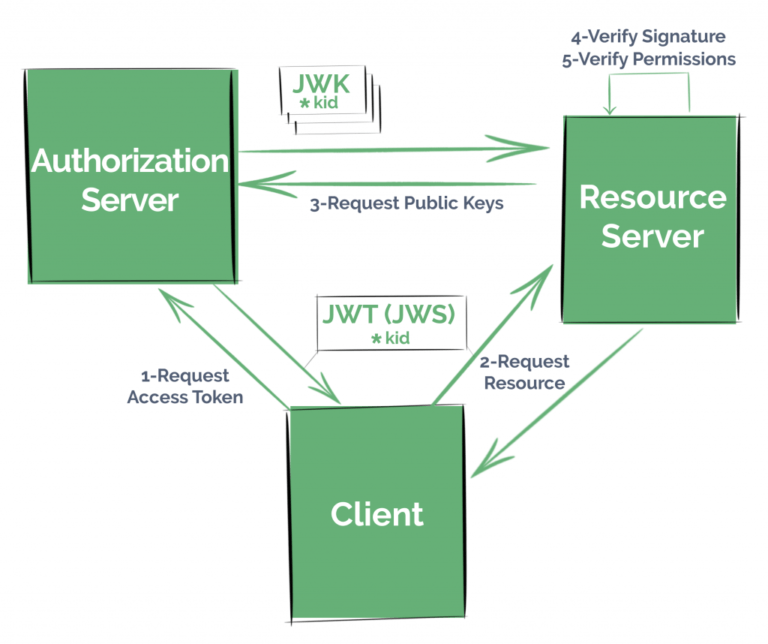 4-Verify Signature
5-Verify Permissions
JWK
* kid
Authorization
Server
Resource
Server
3-Request Public Keys
JWT (JWS)
* kid
1-Request
Access Token
2-Request
Resource
Client